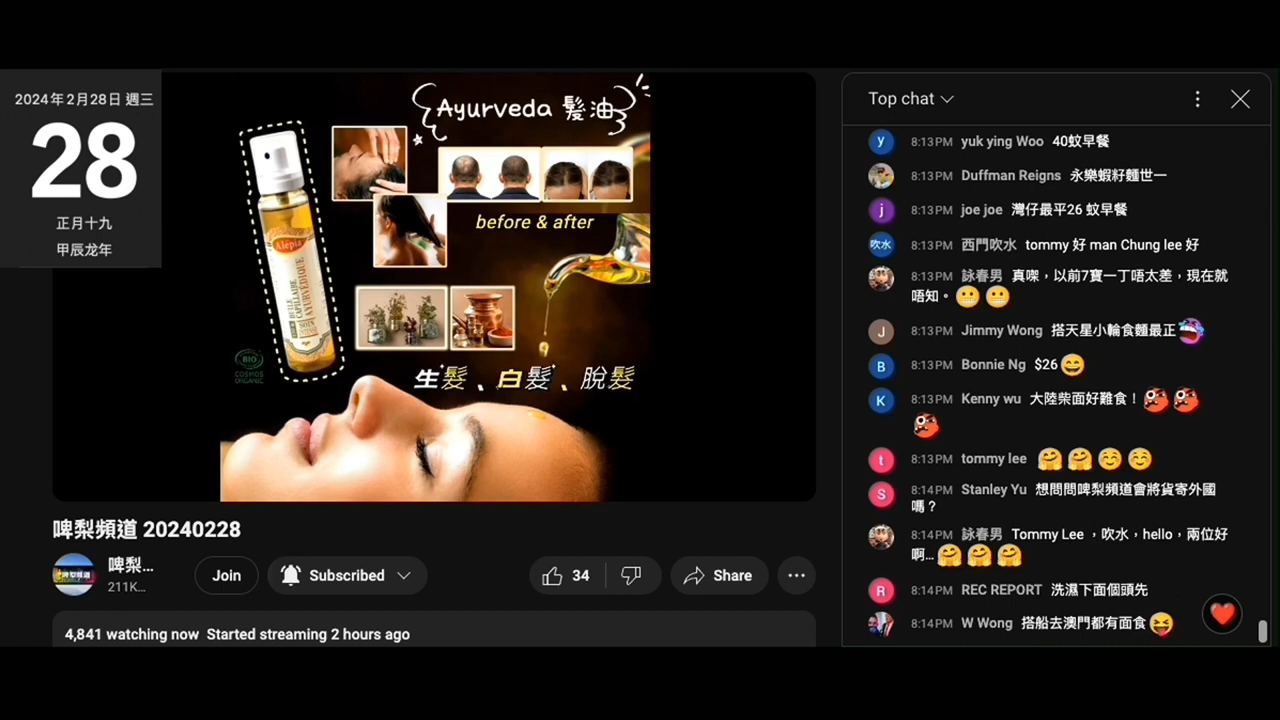 2024年2月28日 週三
28
正月十九
甲辰龙年
Ayurveda 髮油
before & after
Alepia
HUILE
CAPILLAIRE
AYURVÉDIQUE
SOIN
BIO
COSMOS
ORGANIC
生髮、白髮、脫髮
啤梨頻道 20240228
啤梨...
211K...
Join
Subscribed
34
Share
4,841 watching now Started streaming 2 hours ago
Top chat
8:13PM yuk ying Woo 40蚊早餐
8:13PM Duffman Reigns 永樂蝦籽麵世一
8:13PM joe joe 灣仔最平26 蚊早餐
吹水 8:13PM 西門吹水 tommy 好 man Chung lee 好
8:13PM 詠春男 真㗎，以前7寶一丁唔太差，現在就
唔知。😬😬
8:13PM Jimmy Wong 搭天星小輪食麵最正
8:13PM Bonnie Ng $26😄
8:13PM Kenny wu 大陸柴面好難食！
8:13PM tommy lee 🤗🤗☺️☺️
8:14PM Stanley Yu 想問問啤梨頻道會將貨寄外國
嗎？
8:14PM 詠春男 Tommy Lee ，吹水，hello，兩位好
啊...🤗🤗🤗
8:14PM REC REPORT 洗濕下面個頭先
8:14PM W Wong 搭船去澳門都有面食😝